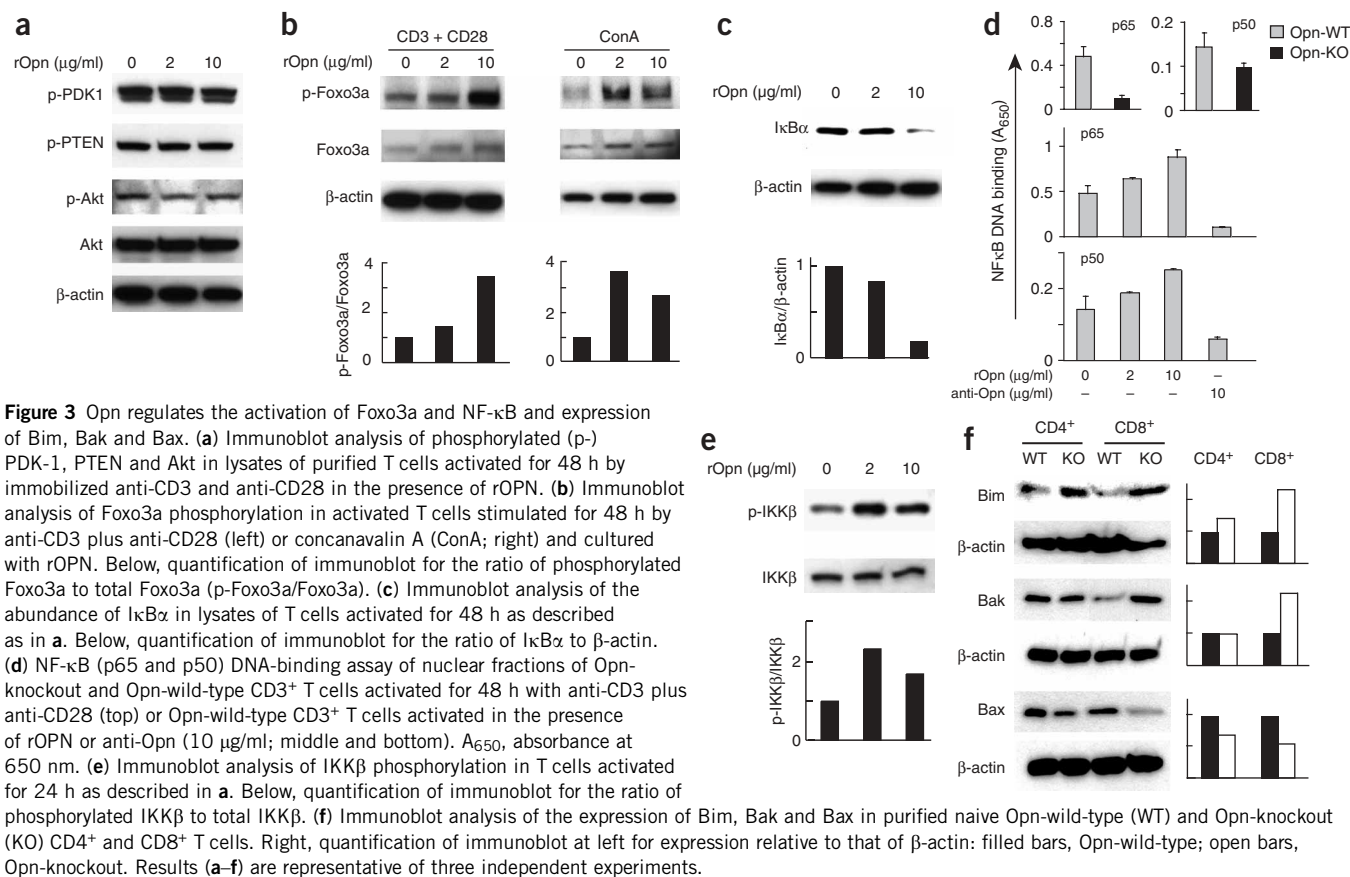 a
rOpn (μg/ml) 0 2 10
p-PDK1
p-PTEN
p-Akt
Akt
β-actin
b
CD3 + CD28 ConA
rOpn (μg/ml) 0 2 10 0 2 10
p-Foxo3a
Foxo3a
β-actin
p-Foxo3a/Foxo3a
4
2
0
4
2
0
c
rOpn (μg/ml) 0 2 10
IκBα
β-actin
IκBα/β-actin
1
0
d
NFκB DNA binding (A650)
0.8 p65
0.4
0
0.2 p50
0.1
0
Opn-WT
Opn-KO
p65
1
0.5
0
p50
0.2
0
rOpn (μg/ml) 0 2 10 –
anti-Opn (μg/ml) – – – 10
Figure 3 Opn regulates the activation of Foxo3a and NF-κB and expression
of Bim, Bak and Bax. (a) Immunoblot analysis of phosphorylated (p-)
PDK-1, PTEN and Akt in lysates of purified T cells activated for 48 h by
immobilized anti-CD3 and anti-CD28 in the presence of rOPN. (b) Immunoblot
analysis of Foxo3a phosphorylation in activated T cells stimulated for 48 h by
anti-CD3 plus anti-CD28 (left) or concanavalin A (ConA; right) and cultured
with rOPN. Below, quantification of immunoblot for the ratio of phosphorylated
Foxo3a to total Foxo3a (p-Foxo3a/Foxo3a). (c) Immunoblot analysis of the
abundance of IκBα in lysates of T cells activated for 48 h as described
as in a. Below, quantification of immunoblot for the ratio of IκBα to β-actin.
(d) NF-κB (p65 and p50) DNA-binding assay of nuclear fractions of Opn-
knockout and Opn-wild-type CD3+ T cells activated for 48 h with anti-CD3 plus
anti-CD28 (top) or Opn-wild-type CD3+ T cells activated in the presence
of rOPN or anti-Opn (10 μg/ml; middle and bottom). A650, absorbance at
650 nm. (e) Immunoblot analysis of IKKβ phosphorylation in T cells activated
for 24 h as described in a. Below, quantification of immunoblot for the ratio of
phosphorylated IKKβ to total IKKβ. (f) Immunoblot analysis of the expression of Bim, Bak and Bax in purified naive Opn-wild-type (WT) and Opn-knockout
(KO) CD4+ and CD8+ T cells. Right, quantification of immunoblot at left for expression relative to that of β-actin: filled bars, Opn-wild-type; open bars,
Opn-knockout. Results (a–f) are representative of three independent experiments.
e
rOpn (μg/ml) 0 2 10
p-IKKβ
IKKβ
p-IKKβ/IKKβ
2
0
f
CD4+ CD8+
WT KO WT KO CD4+ CD8+
Bim
β-actin
Bak
β-actin
Bax
β-actin